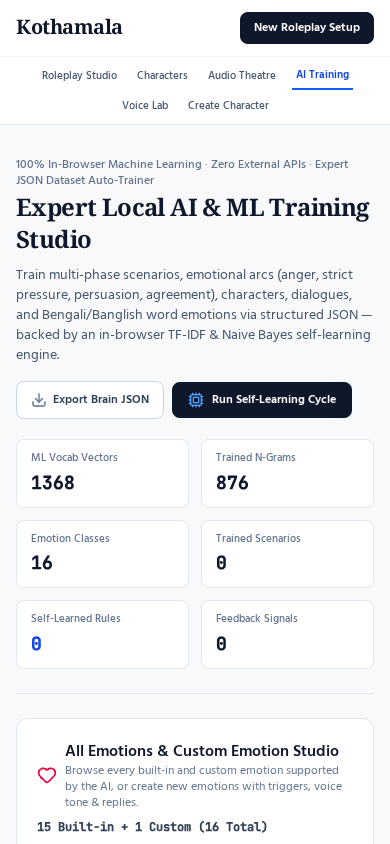 Kothamala
New Roleplay Setup
Roleplay Studio
Characters
Audio Theatre
AI Training
Voice Lab
Create Character
100% In-Browser Machine Learning · Zero External APIs · Expert
JSON Dataset Auto-Trainer
Expert Local AI & ML Training
Studio
Train multi-phase scenarios, emotional arcs (anger, strict
pressure, persuasion, agreement), characters, dialogues,
and Bengali/Banglish word emotions via structured JSON —
backed by an in-browser TF-IDF & Naive Bayes self-learning
engine.
Export Brain JSON
Run Self-Learning Cycle
ML Vocab Vectors
1368
Trained N-Grams
876
Emotion Classes
16
Trained Scenarios
0
Self-Learned Rules
0
Feedback Signals
0
All Emotions & Custom Emotion Studio
Browse every built-in and custom emotion supported
by the AI, or create new emotions with triggers, voice
tone & replies.
15 Built-in + 1 Custom (16 Total)